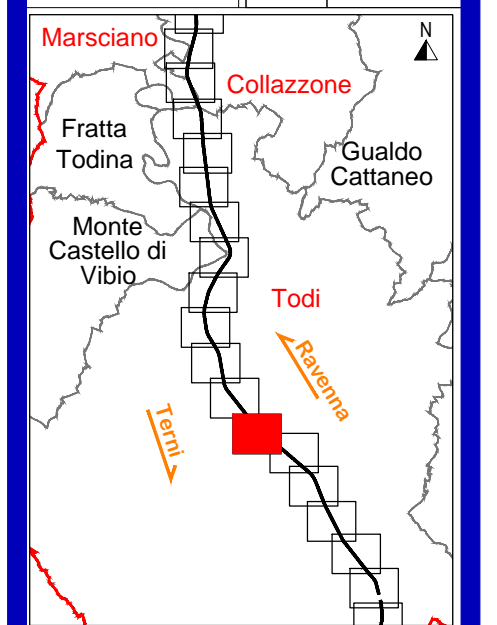 N
Marsciano
Collazzone
Fratta
Todina
Gualdo
Cattaneo
Monte
Castello di
Vibio
Todi
Ravenna
Terni